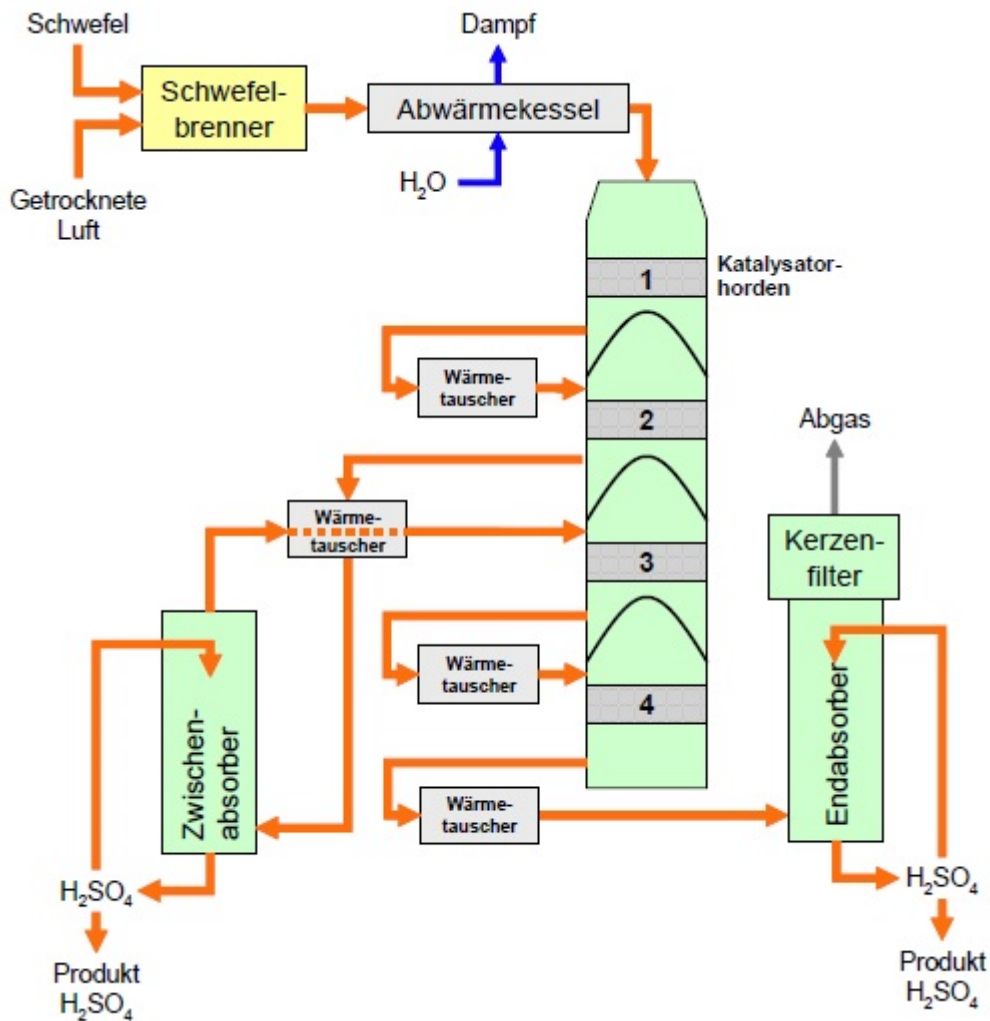 Schwefel
Dampf
Schwefel-
brenner
Abwärmekessel
Getrocknete
Luft
H₂O
1
Katalysator-
horden
Wärme-
tauscher
2
Abgas
Wärme-
tauscher
Kerzen-
filter
3
Wärme-
tauscher
4
Zwischen-
absorber
Endabsorber
Wärme-
tauscher
H₂SO₄
H₂SO₄
Produkt
H₂SO₄
Produkt
H₂SO₄